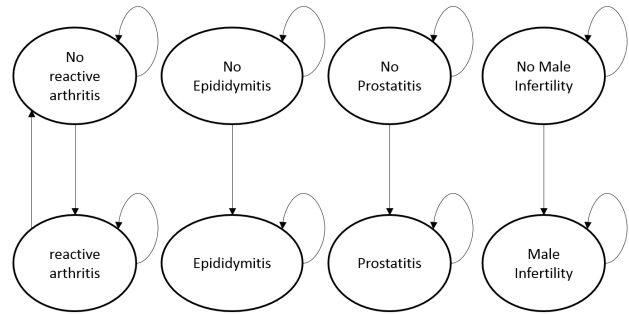 No
reactive
arthritis
No
Epididymitis
No
Prostatitis
No Male
Infertility
reactive
arthritis
Epididymitis
Prostatitis
Male
Infertility